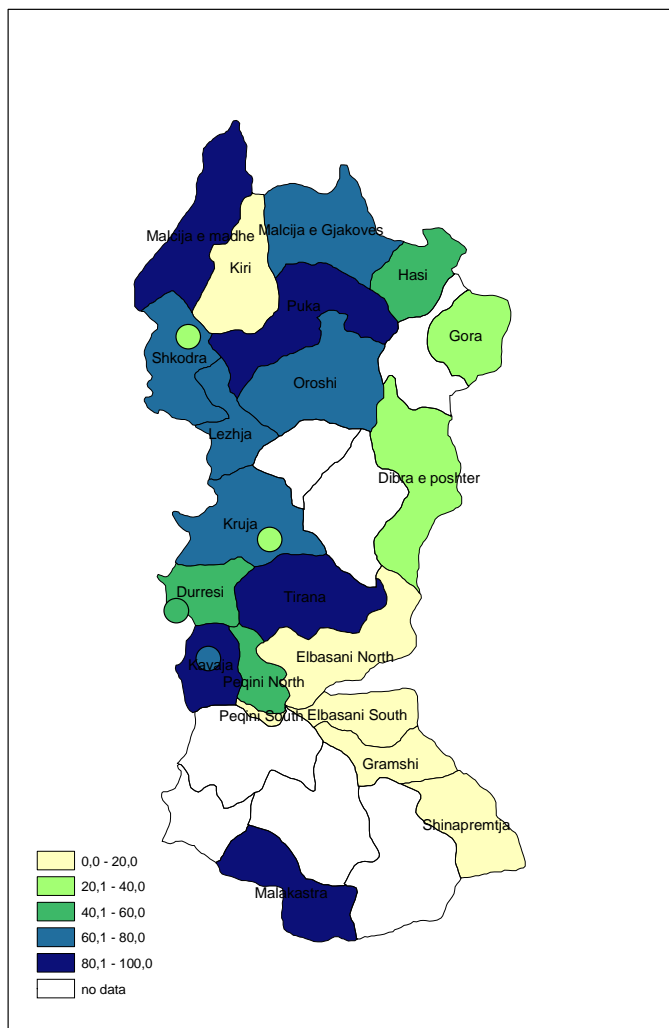 Malcija e madhe
Malcija e Gjakoves
Kiri
Hasi
Puka
Gora
Shkodra
Oroshi
Lezhja
Dibra e poshter
Kruja
Durresi
Tirana
Elbasani North
Kavaja
Peqini North
Peqini South
Elbasani South
Gramshi
Shinapremtja
Malakastra
0,0 - 20,0
20,1 - 40,0
40,1 - 60,0
60,1 - 80,0
80,1 - 100,0
no data